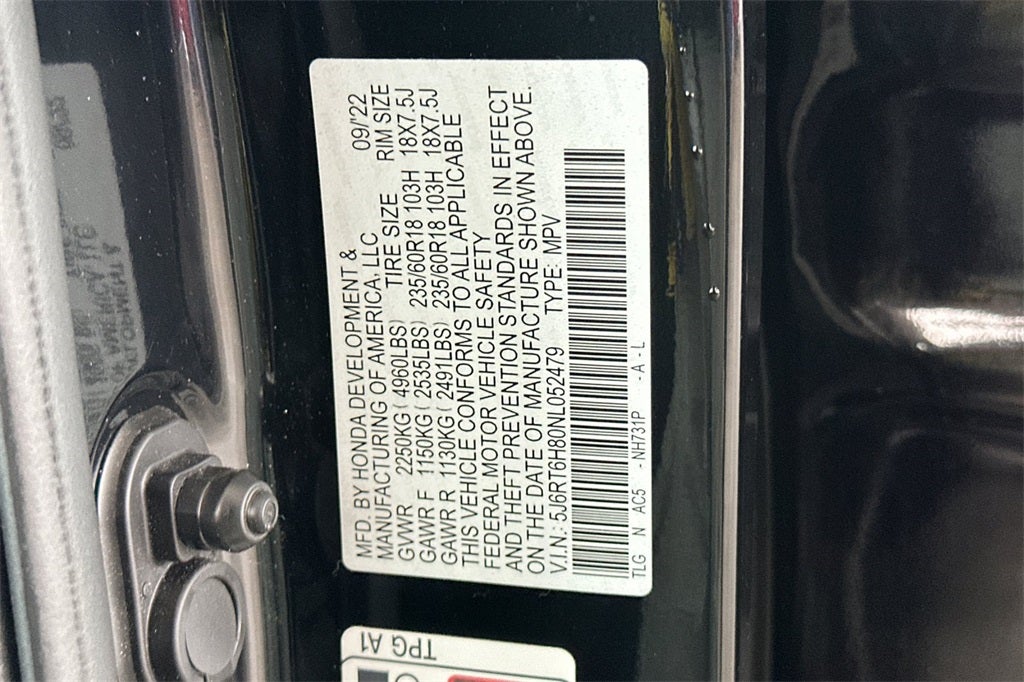 MFD. BY HONDA DEVELOPMENT &
MANUFACTURING OF AMERICA, LLC 09/'22
TIRE SIZE RIM SIZE
GVWR 2250KG ( 4960LBS)
GAWR F 1150KG ( 2535LBS) 235/60R18 103H 18X7.5J
GAWR R 1130KG ( 2491LBS) 235/60R18 103H 18X7.5J
THIS VEHICLE CONFORMS TO ALL APPLICABLE
FEDERAL MOTOR VEHICLE SAFETY
AND THEFT PREVENTION STANDARDS IN EFFECT
ON THE DATE OF MANUFACTURE SHOWN ABOVE.
V.I.N.: 5J6RT6H80NL052479 TYPE: MPV
TLG N AC5 -NH731P - A - L
TPG A1